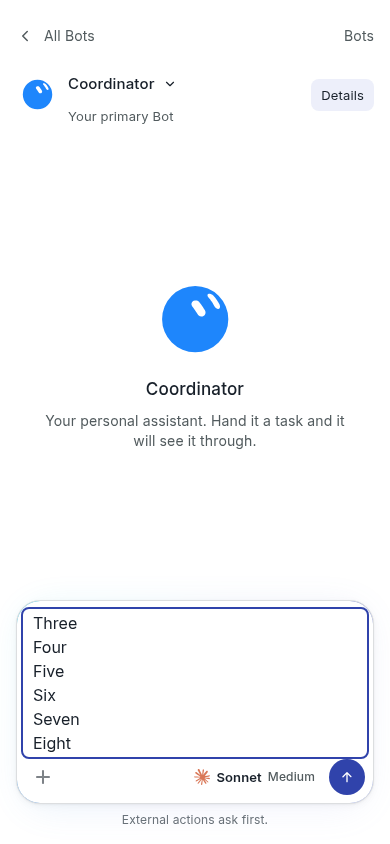 All Bots
Bots
Coordinator
Your primary Bot
Details
Coordinator
Your personal assistant. Hand it a task and it
will see it through.
Three
Four
Five
Six
Seven
Eight
Sonnet Medium
External actions ask first.